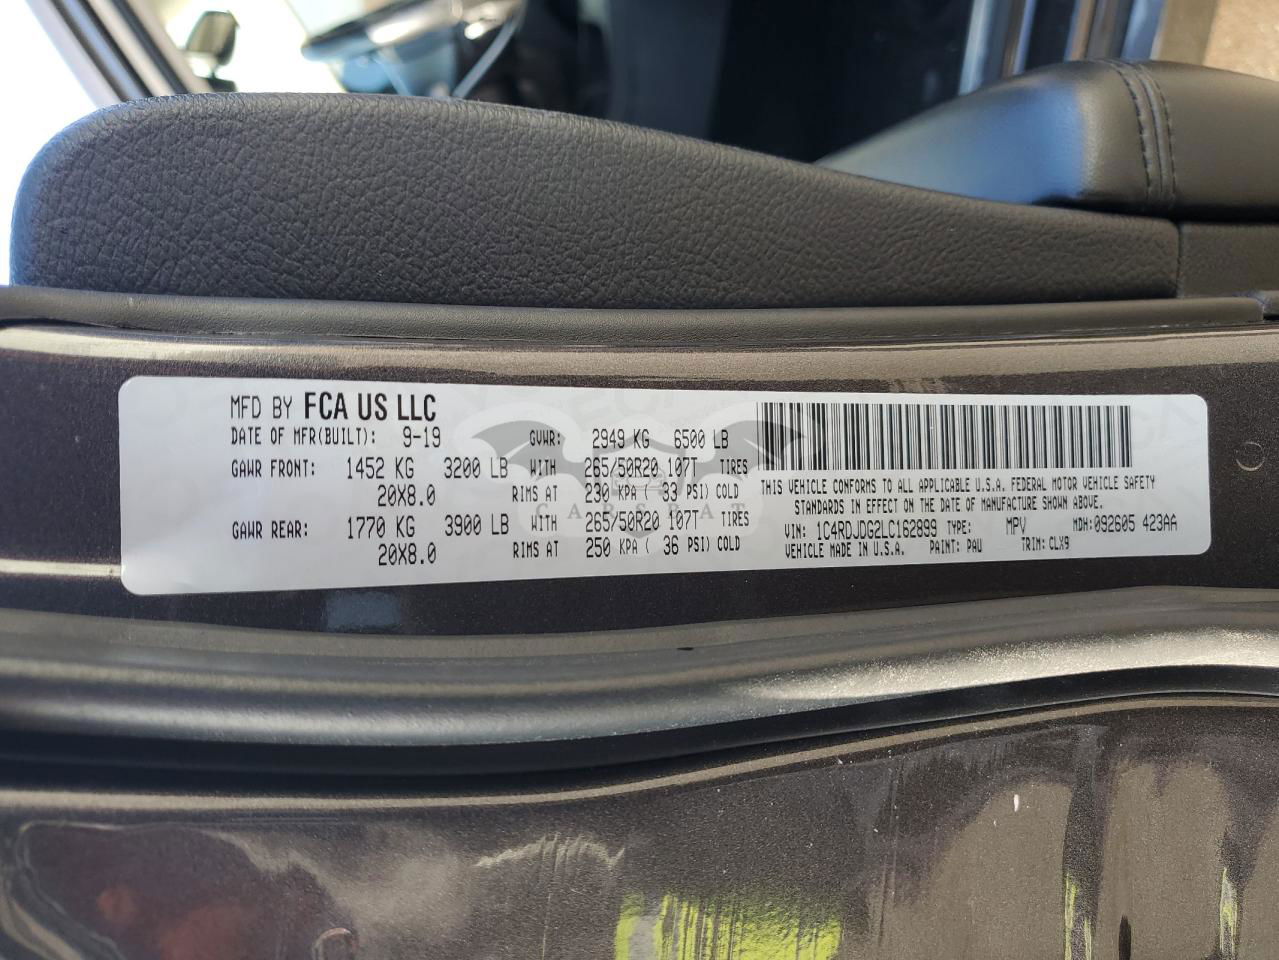 MFD BY FCA US LLC
DATE OF MFR(BUILT): 9-19 GVWR: 2949 KG 6500 LB
GAWR FRONT: 1452 KG 3200 LB WITH 265/50R20 107T TIRES
20X8.0 RIMS AT 230 KPA ( 33 PSI) COLD
GAWR REAR: 1770 KG 3900 LB WITH 265/50R20 107T TIRES
20X8.0 RIMS AT 250 KPA ( 36 PSI) COLD
THIS VEHICLE CONFORMS TO ALL APPLICABLE U.S.A. FEDERAL MOTOR VEHICLE SAFETY
STANDARDS IN EFFECT ON THE DATE OF MANUFACTURE SHOWN ABOVE.
VIN: 1C4RDJDG2LC162899 TYPE: MPV MDH:092605 423AA
VEHICLE MADE IN U.S.A. PAINT: PAU TRIM: CLX9
CARSBAT